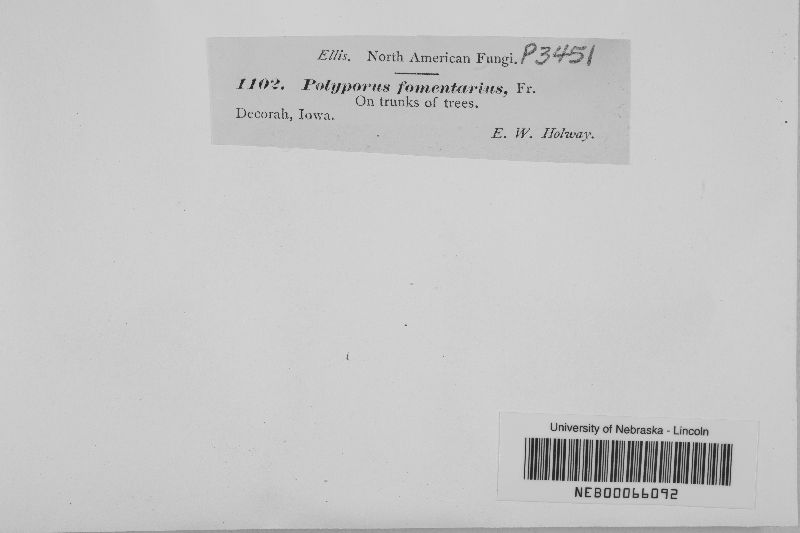 Ellis. North American Fungi. P3451
1102. Polyporus fomentarius, Fr.
On trunks of trees.
Decorah, Iowa.
E. W. Holway.
University of Nebraska - Lincoln
NEB00066092